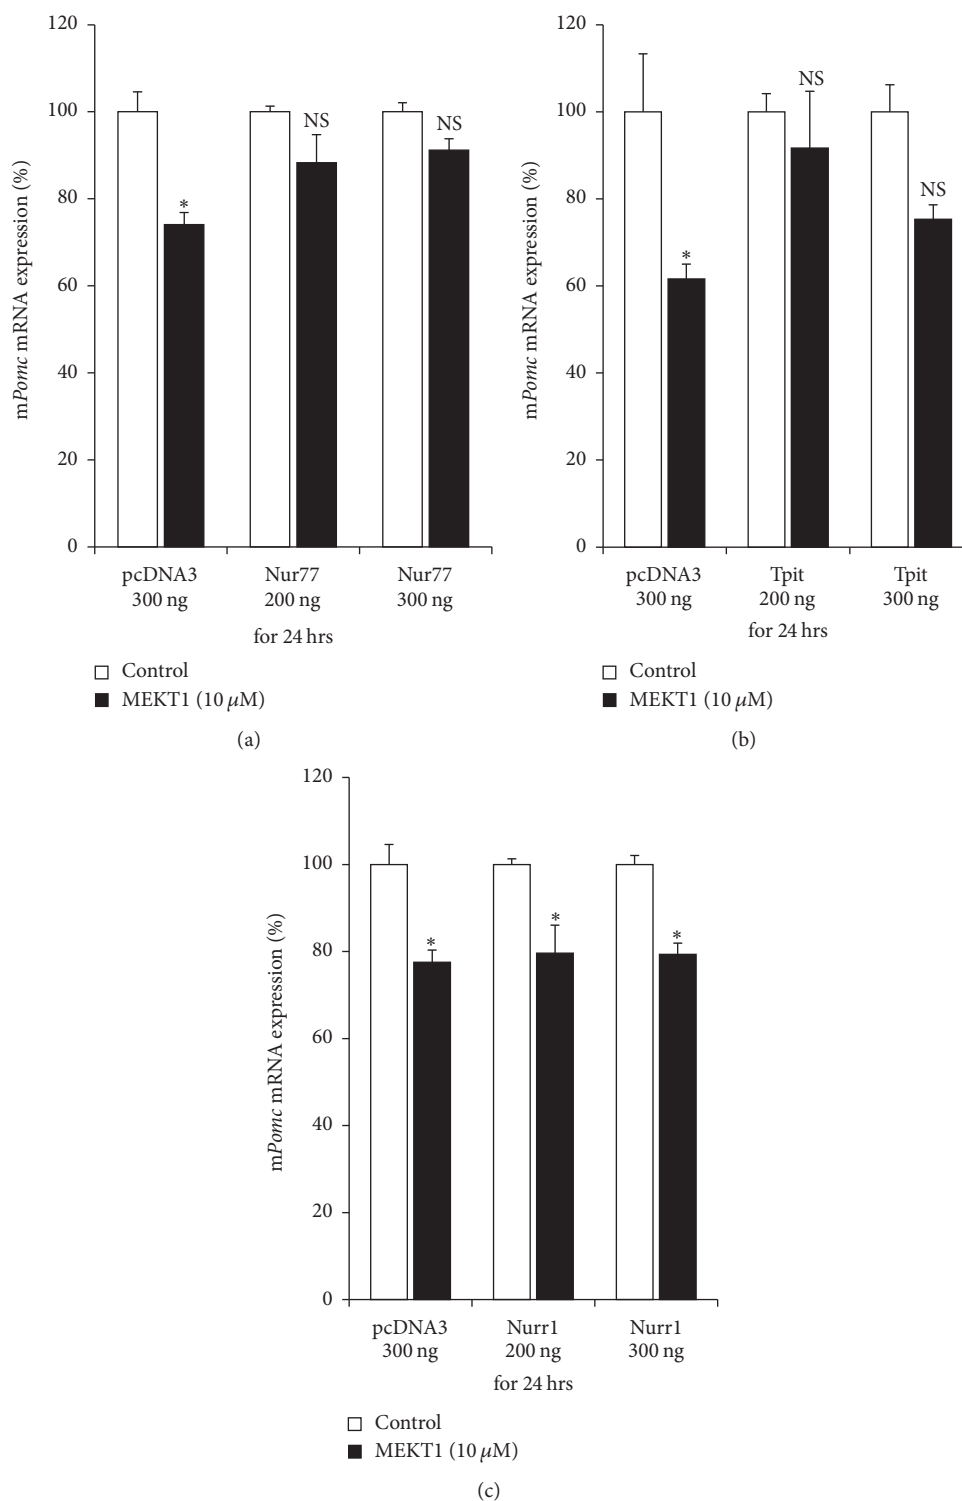 120
100
80
60
40
20
0
mPomc mRNA expression (%)
*
NS
NS
pcDNA3
300 ng
Nur77
200 ng
Nur77
300 ng
for 24 hrs
Control
MEKT1 (10 μM)
(a)
120
100
80
60
40
20
0
mPomc mRNA expression (%)
*
NS
NS
pcDNA3
300 ng
Tpit
200 ng
Tpit
300 ng
for 24 hrs
Control
MEKT1 (10 μM)
(b)
120
100
80
60
40
20
0
mPomc mRNA expression (%)
*
*
*
pcDNA3
300 ng
Nurr1
200 ng
Nurr1
300 ng
for 24 hrs
Control
MEKT1 (10 μM)
(c)